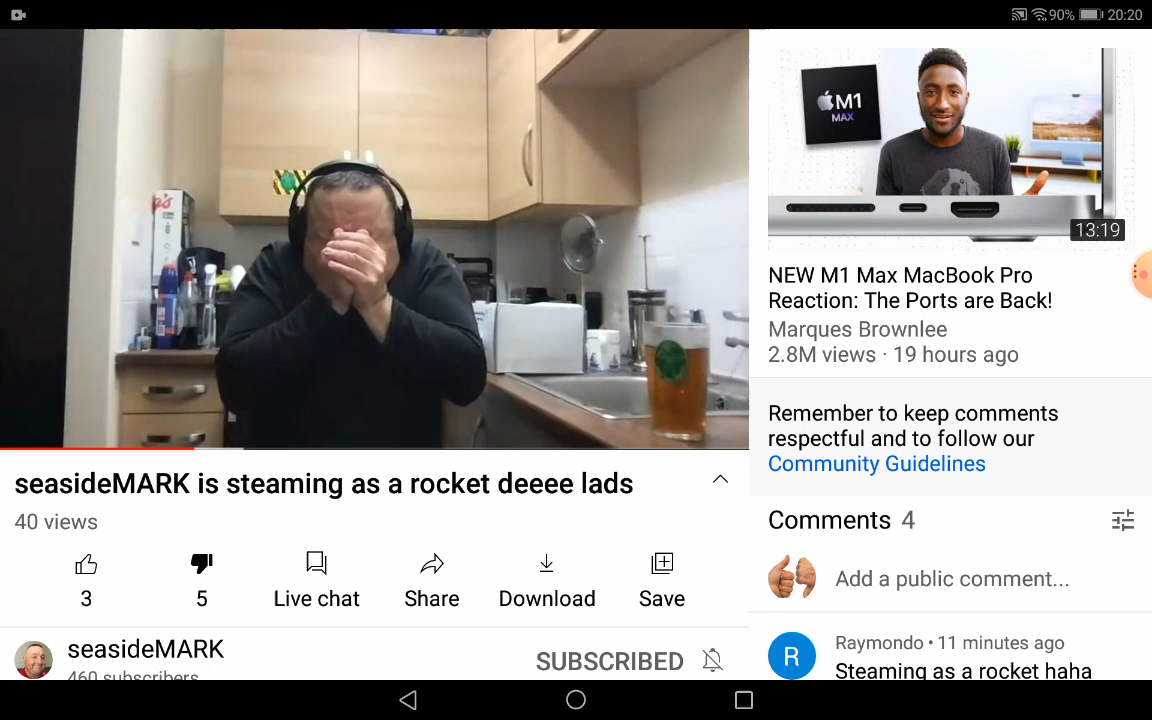 90% 20:20
M1
MAX
13:19
NEW M1 Max MacBook Pro
Reaction: The Ports are Back!
Marques Brownlee
2.8M views · 19 hours ago
Remember to keep comments
respectful and to follow our
Community Guidelines
seasideMARK is steaming as a rocket deeee lads
40 views
3
5
Live chat
Share
Download
Save
seasideMARK
460 subscribers
SUBSCRIBED
Comments 4
Add a public comment...
R
Raymondo • 11 minutes ago
Steaming as a rocket haha